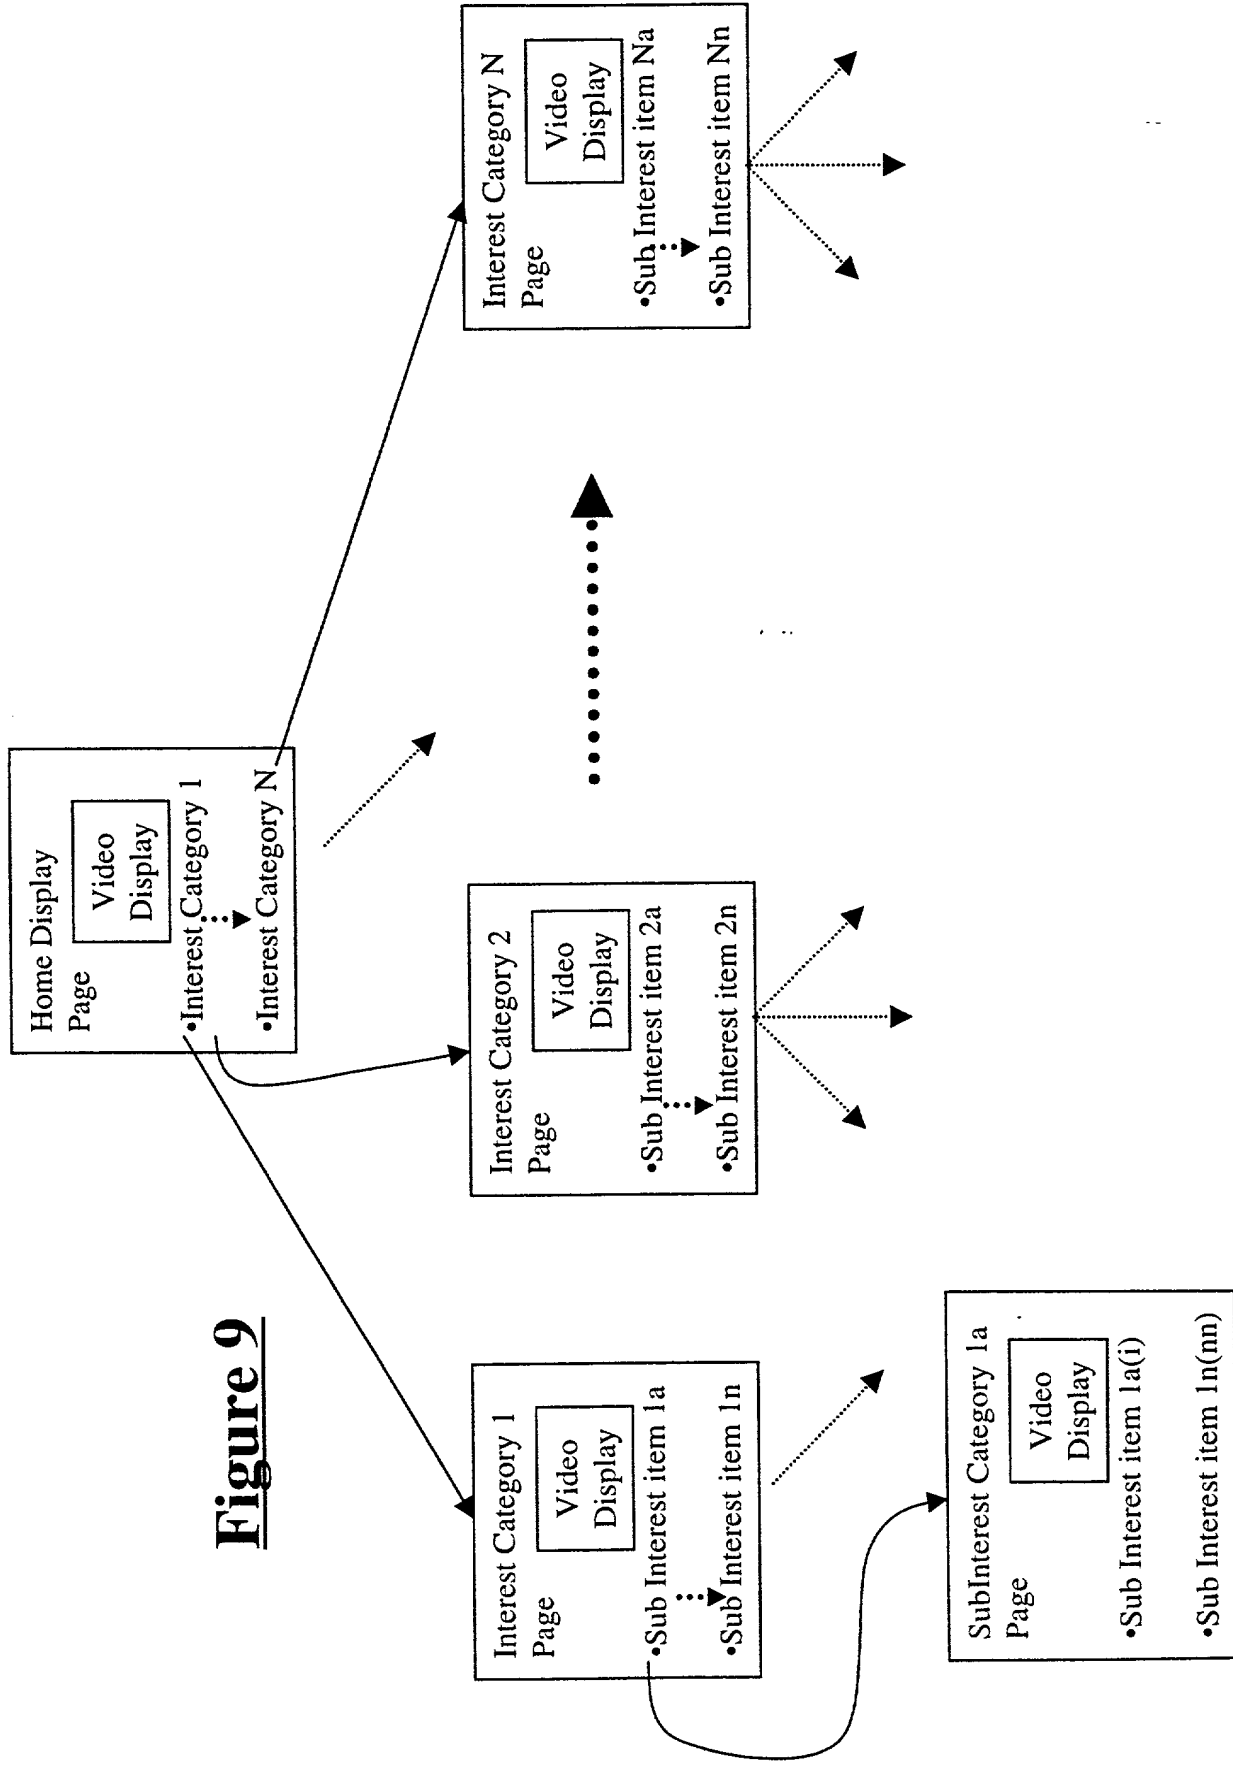 Figure 9
Home Display
Page
Video
Display
•Interest Category 1
•Interest Category N
Interest Category 1
Page
Video
Display
•Sub Interest item 1a
•Sub Interest item 1n
Interest Category 2
Page
Video
Display
•Sub Interest item 2a
•Sub Interest item 2n
Interest Category N
Page
Video
Display
•Sub Interest item Na
•Sub Interest item Nn
SubInterest Category 1a
Page
Video
Display
•Sub Interest item 1a(i)
•Sub Interest item 1n(nn)